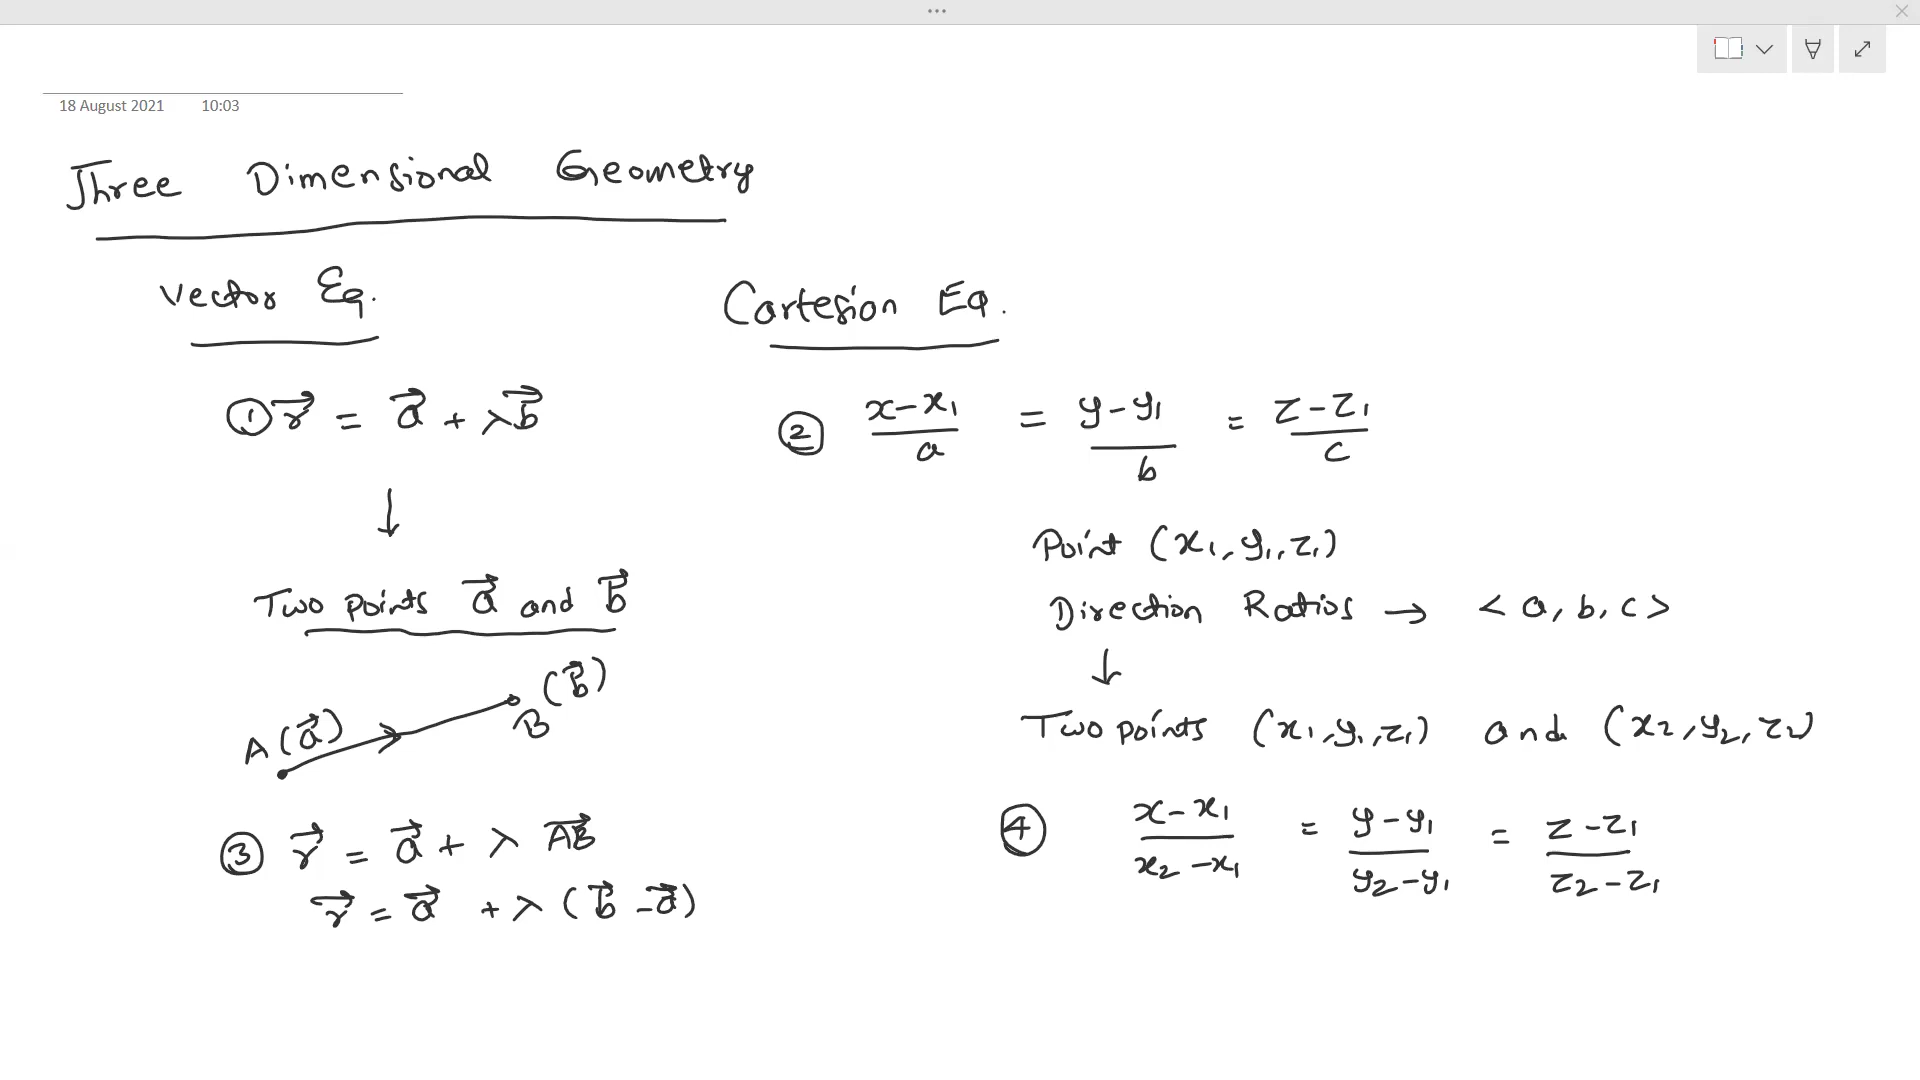 18 August 2021 10:03
Three Dimensional Geometry
Vector Eq.
① r⃗ = a⃗ + λb⃗
↓
Two points a⃗ and b⃗
A(a⃗) B (b⃗)
③ r⃗ = a⃗ + λ AB⃗
r⃗ = a⃗ + λ (b⃗ - a⃗)
Cartesion Eq.
② (x-x₁)/a = (y-y₁)/b = (z-z₁)/c
Point (x₁, y₁, z₁)
Direction Ratios → < a, b, c >
↓
Two points (x₁, y₁, z₁) and (x₂, y₂, z₂)
④ (x-x₁)/(x₂-x₁) = (y-y₁)/(y₂-y₁) = (z-z₁)/(z₂-z₁)